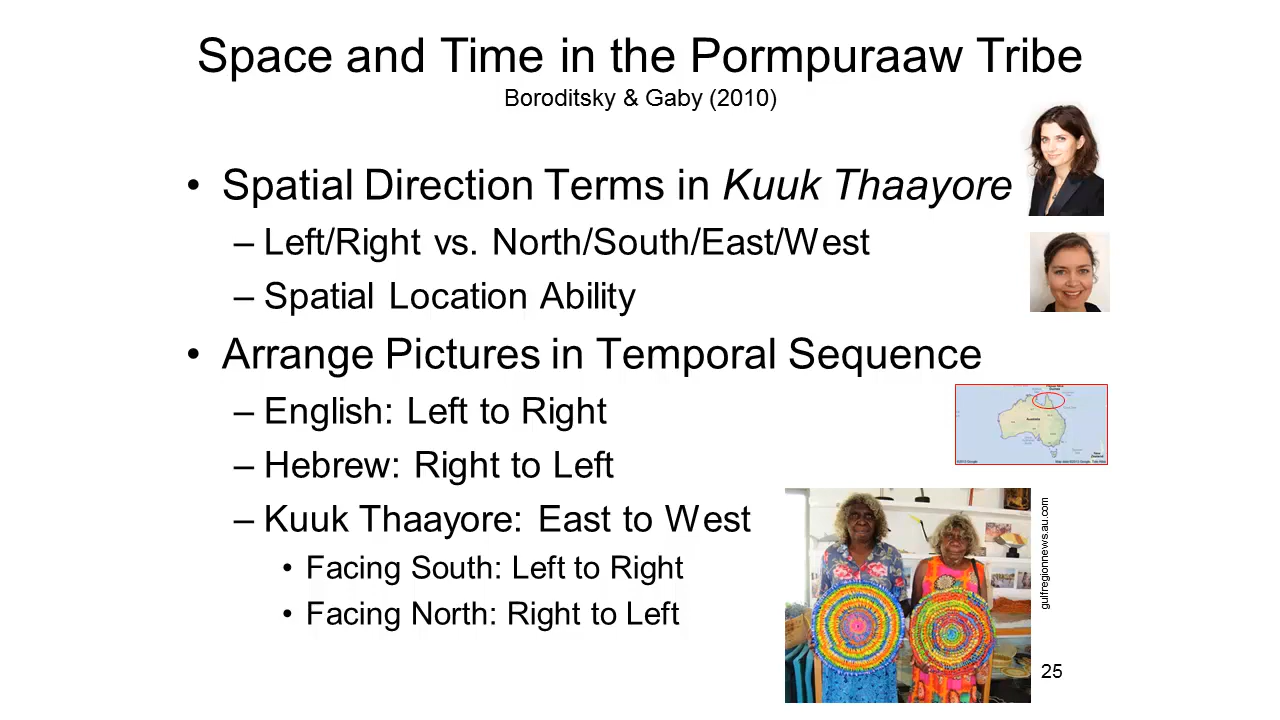 Space and Time in the Pormpuraaw Tribe
Boroditsky & Gaby (2010)
• Spatial Direction Terms in Kuuk Thaayore
– Left/Right vs. North/South/East/West
– Spatial Location Ability
• Arrange Pictures in Temporal Sequence
– English: Left to Right
– Hebrew: Right to Left
– Kuuk Thaayore: East to West
• Facing South: Left to Right
• Facing North: Right to Left
gulfregionnews.au.com
25